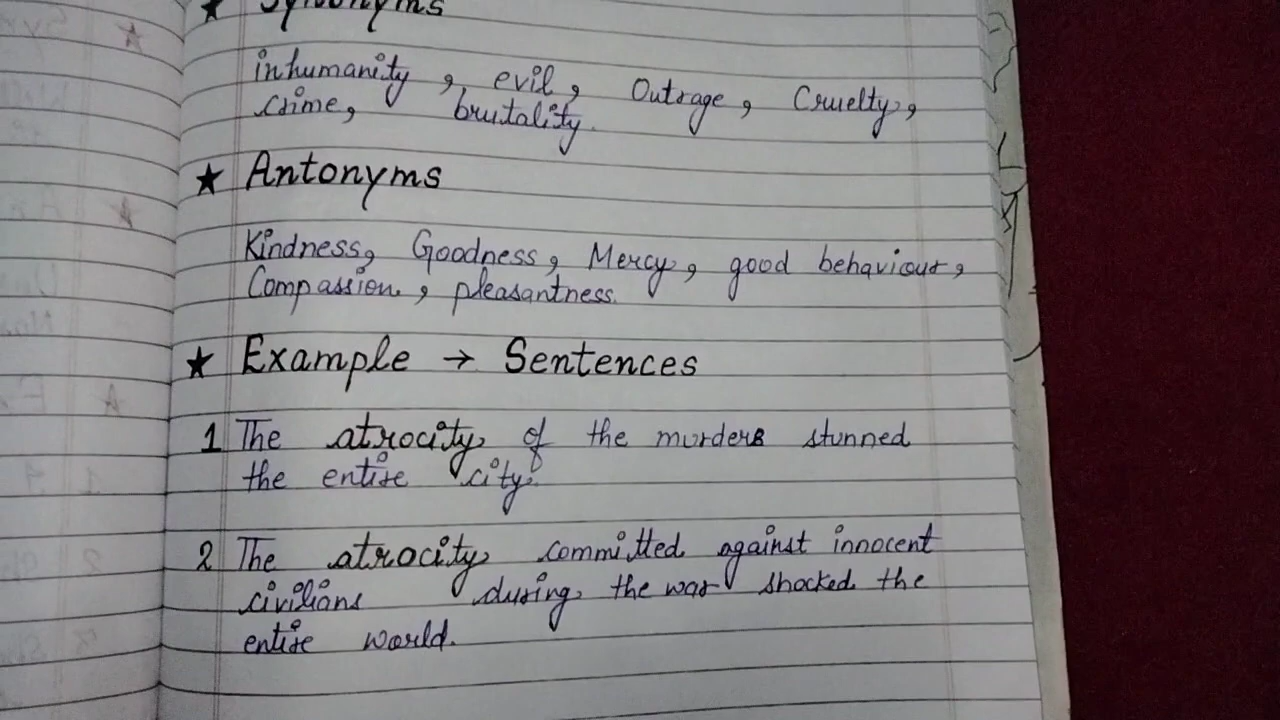 ★ Synonyms
inhumanity, evil, Outrage, Cruelty,
crime, brutality.
★ Antonyms
Kindness, Goodness, Mercy, good behaviour,
Compassion, pleasantness.
★ Example → Sentences
1 The atrocity of the murders stunned
the entire city.
2 The atrocity committed against innocent
civilians during the war shocked the
entire world.